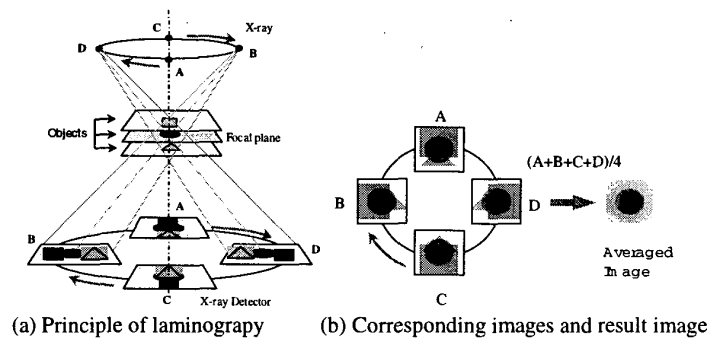 C
X-ray
D
B
A
Objects
Focal plane
A
B
D
C
X-ray Detector
(a) Principle of laminograpy
A
(A+B+C+D)/4
B
D
C
Averaged
Image
(b) Corresponding images and result image